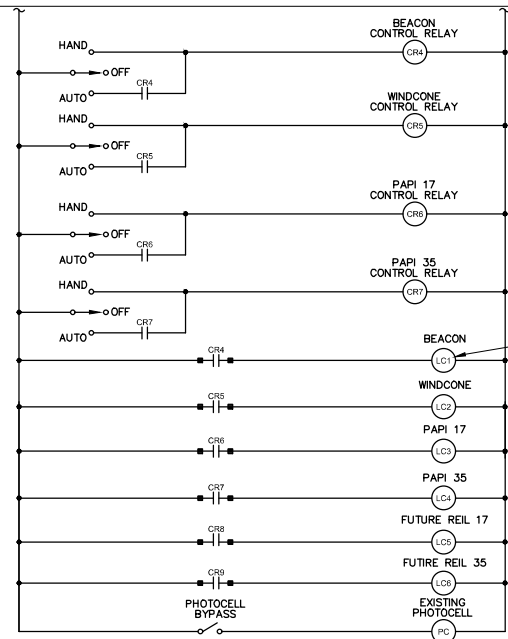 BEACON
CONTROL RELAY
HAND
CR4
OFF
CR4
AUTO
WINDCONE
CONTROL RELAY
HAND
CR5
OFF
CR5
AUTO
PAPI 17
CONTROL RELAY
HAND
CR6
OFF
CR6
AUTO
PAPI 35
CONTROL RELAY
HAND
CR7
OFF
CR7
AUTO
BEACON
CR4
LC1
WINDCONE
CR5
LC2
PAPI 17
CR6
LC3
PAPI 35
CR7
LC4
FUTURE REIL 17
CR8
LC5
FUTIRE REIL 35
CR9
LC6
PHOTOCELL
BYPASS
EXISTING
PHOTOCELL
PC